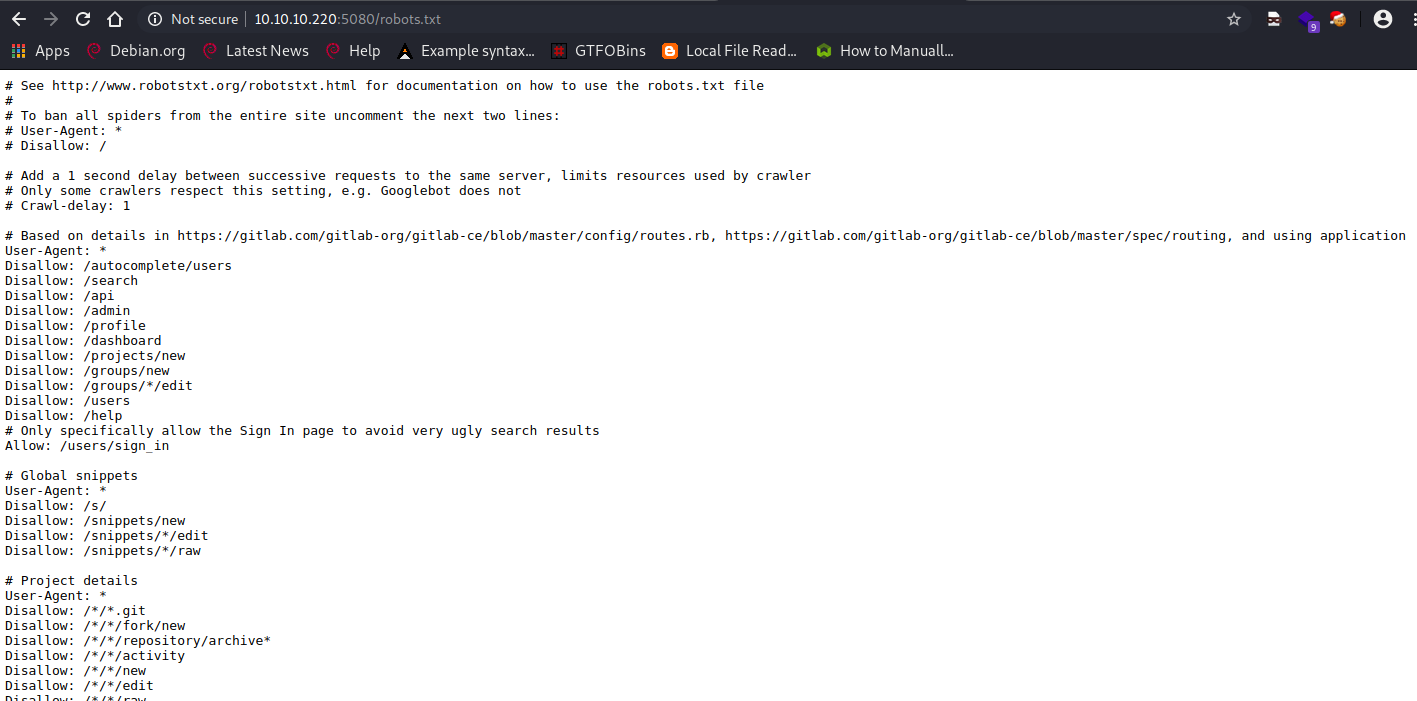 Not secure
10.10.10.220:5080/robots.txt
9
Apps
Debian.org
Latest News
Help
Example syntax...
GTFOBins
Local File Read...
How to Manuall...
# See http://www.robotstxt.org/robotstxt.html for documentation on how to use the robots.txt file
#
# To ban all spiders from the entire site uncomment the next two lines:
# User-Agent: *
# Disallow: /
# Add a 1 second delay between successive requests to the same server, limits resources used by crawler
# Only some crawlers respect this setting, e.g. Googlebot does not
# Crawl-delay: 1
# Based on details in https://gitlab.com/gitlab-org/gitlab-ce/blob/master/config/routes.rb, https://gitlab.com/gitlab-org/gitlab-ce/blob/master/spec/routing, and using application
User-Agent: *
Disallow: /autocomplete/users
Disallow: /search
Disallow: /api
Disallow: /admin
Disallow: /profile
Disallow: /dashboard
Disallow: /projects/new
Disallow: /groups/new
Disallow: /groups/*/edit
Disallow: /users
Disallow: /help
# Only specifically allow the Sign In page to avoid very ugly search results
Allow: /users/sign_in
# Global snippets
User-Agent: *
Disallow: /s/
Disallow: /snippets/new
Disallow: /snippets/*/edit
Disallow: /snippets/*/raw
# Project details
User-Agent: *
Disallow: /*/*.git
Disallow: /*/*/fork/new
Disallow: /*/*/repository/archive*
Disallow: /*/*/activity
Disallow: /*/*/new
Disallow: /*/*/edit
Disallow: /*/*/raw